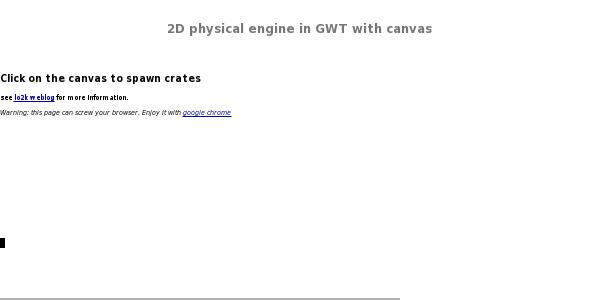 2D physical engine in GWT with canvas
Click on the canvas to spawn crates
see lo2k weblog for more information.
Warning: this page can screw your browser. Enjoy it with google chrome